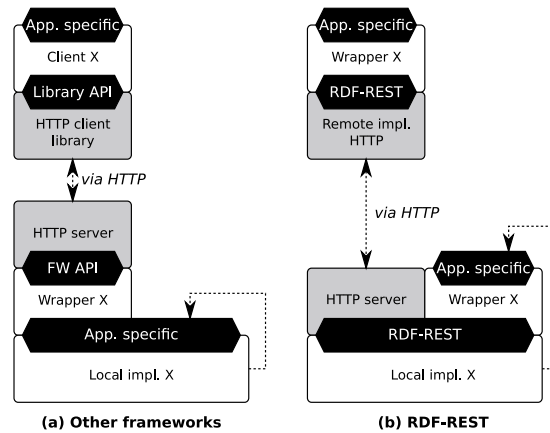 App. specific
Client X
Library API
HTTP client
library
via HTTP
HTTP server
FW API
Wrapper X
App. specific
Local impl. X
(a) Other frameworks
App. specific
Wrapper X
RDF-REST
Remote impl.
HTTP
via HTTP
App. specific
HTTP server
Wrapper X
RDF-REST
Local impl. X
(b) RDF-REST